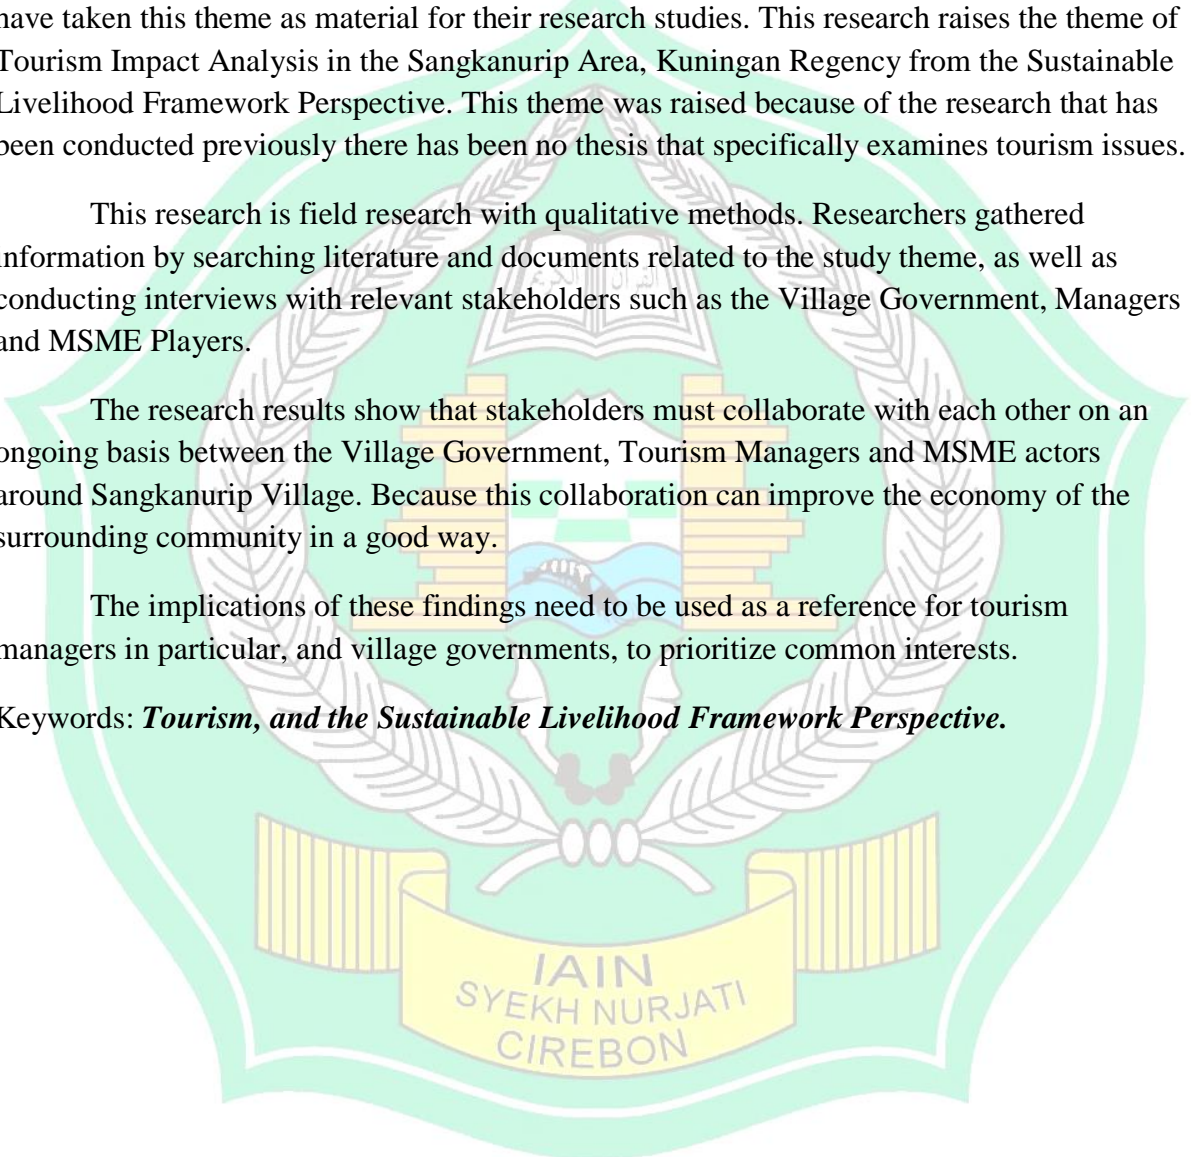 have taken this theme as material for their research studies. This research raises the theme of
Tourism Impact Analysis in the Sangkanurip Area, Kuningan Regency from the Sustainable
Livelihood Framework Perspective. This theme was raised because of the research that has
been conducted previously there has been no thesis that specifically examines tourism issues.
This research is field research with qualitative methods. Researchers gathered
information by searching literature and documents related to the study theme, as well as
conducting interviews with relevant stakeholders such as the Village Government, Managers
and MSME Players.
The research results show that stakeholders must collaborate with each other on an
ongoing basis between the Village Government, Tourism Managers and MSME actors
around Sangkanurip Village. Because this collaboration can improve the economy of the
surrounding community in a good way.
The implications of these findings need to be used as a reference for tourism
managers in particular, and village governments, to prioritize common interests.
Keywords: Tourism, and the Sustainable Livelihood Framework Perspective.
IAIN
SYEKH NURJATI
CIREBON